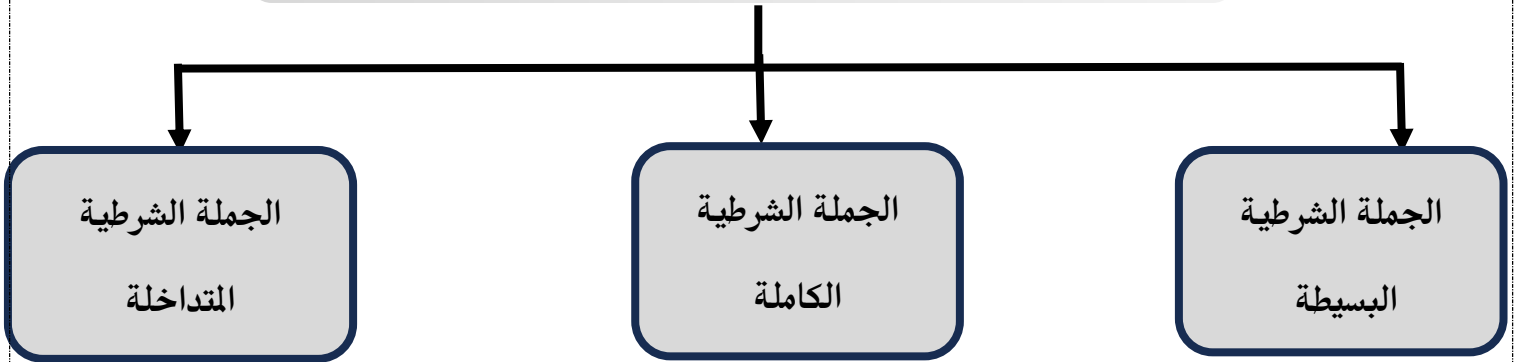 الجملة الشرطية
البسيطة
الجملة الشرطية
الكاملة
الجملة الشرطية
المتداخلة